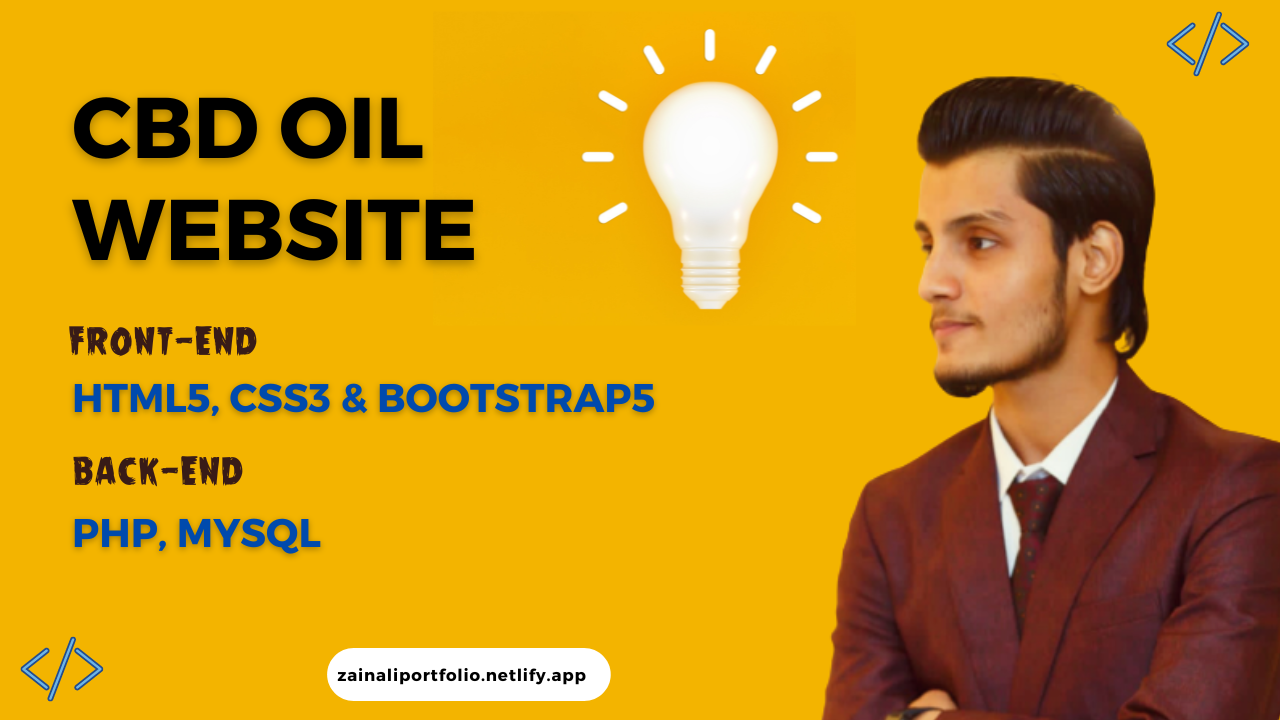 CBD OIL
WEBSITE
FRONT-END
HTML5, CSS3 & BOOTSTRAP5
BACK-END
PHP, MYSQL
zainaliportfolio.netlify.app